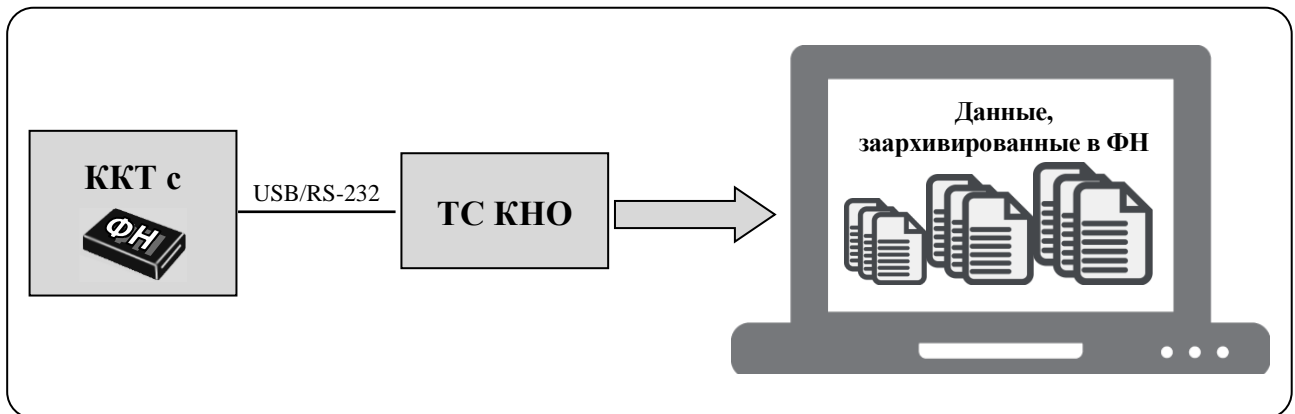 ККТ с
ФН
USB/RS-232
ТС КНО
Данные,
заархивированные в ФН